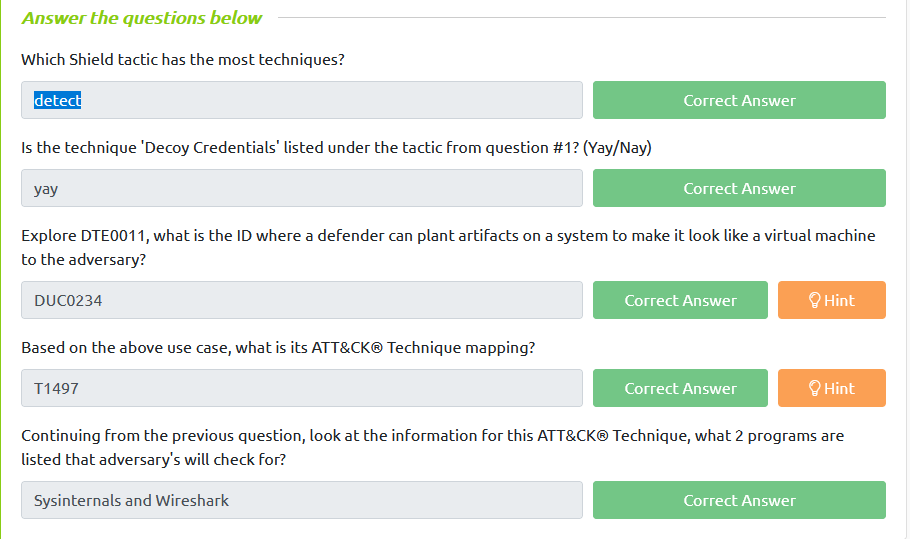 Answer the questions below
Which Shield tactic has the most techniques?
detect
Correct Answer
Is the technique 'Decoy Credentials' listed under the tactic from question #1? (Yay/Nay)
yay
Correct Answer
Explore DTE0011, what is the ID where a defender can plant artifacts on a system to make it look like a virtual machine
to the adversary?
DUC0234
Correct Answer
Hint
Based on the above use case, what is its ATT&CK® Technique mapping?
T1497
Correct Answer
Hint
Continuing from the previous question, look at the information for this ATT&CK® Technique, what 2 programs are
listed that adversary's will check for?
Sysinternals and Wireshark
Correct Answer